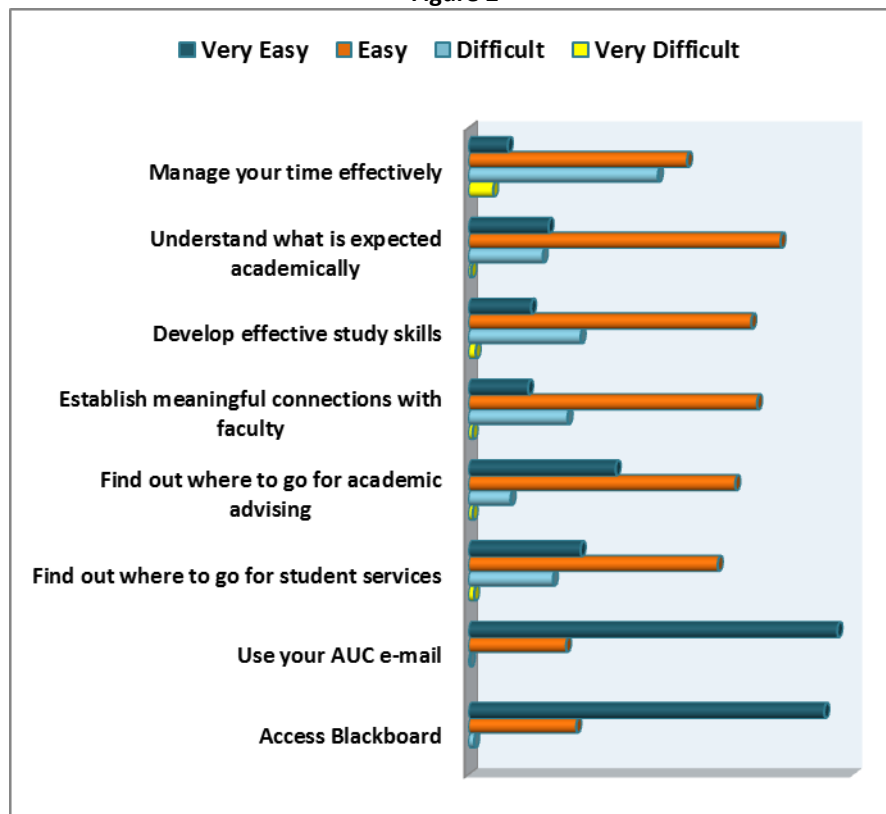 Very Easy Easy Difficult Very Difficult
Manage your time effectively
Understand what is expected
academically
Develop effective study skills
Establish meaningful connections with
faculty
Find out where to go for academic
advising
Find out where to go for student services
Use your AUC e-mail
Access Blackboard